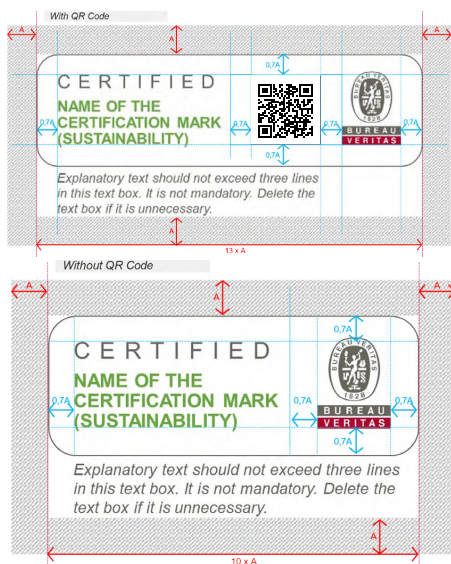 With QR Code
A
A
A
0,7A
CERTIFIED
NAME OF THE
CERTIFICATION MARK
(SUSTAINABILITY)
0,7A
0,7A
0,7A
0,7A
0,7A
BUREAU VERITAS
1828
BUREAU
VERITAS
Explanatory text should not exceed three lines
in this text box. It is not mandatory. Delete the
text box if it is unnecessary.
A
13 x A
Without QR Code
A
A
A
0,7A
CERTIFIED
NAME OF THE
CERTIFICATION MARK
(SUSTAINABILITY)
0,7A
0,7A
0,7A
0,7A
BUREAU VERITAS
1828
BUREAU
VERITAS
Explanatory text should not exceed three lines
in this text box. It is not mandatory. Delete the
text box if it is unnecessary.
A
10 x A